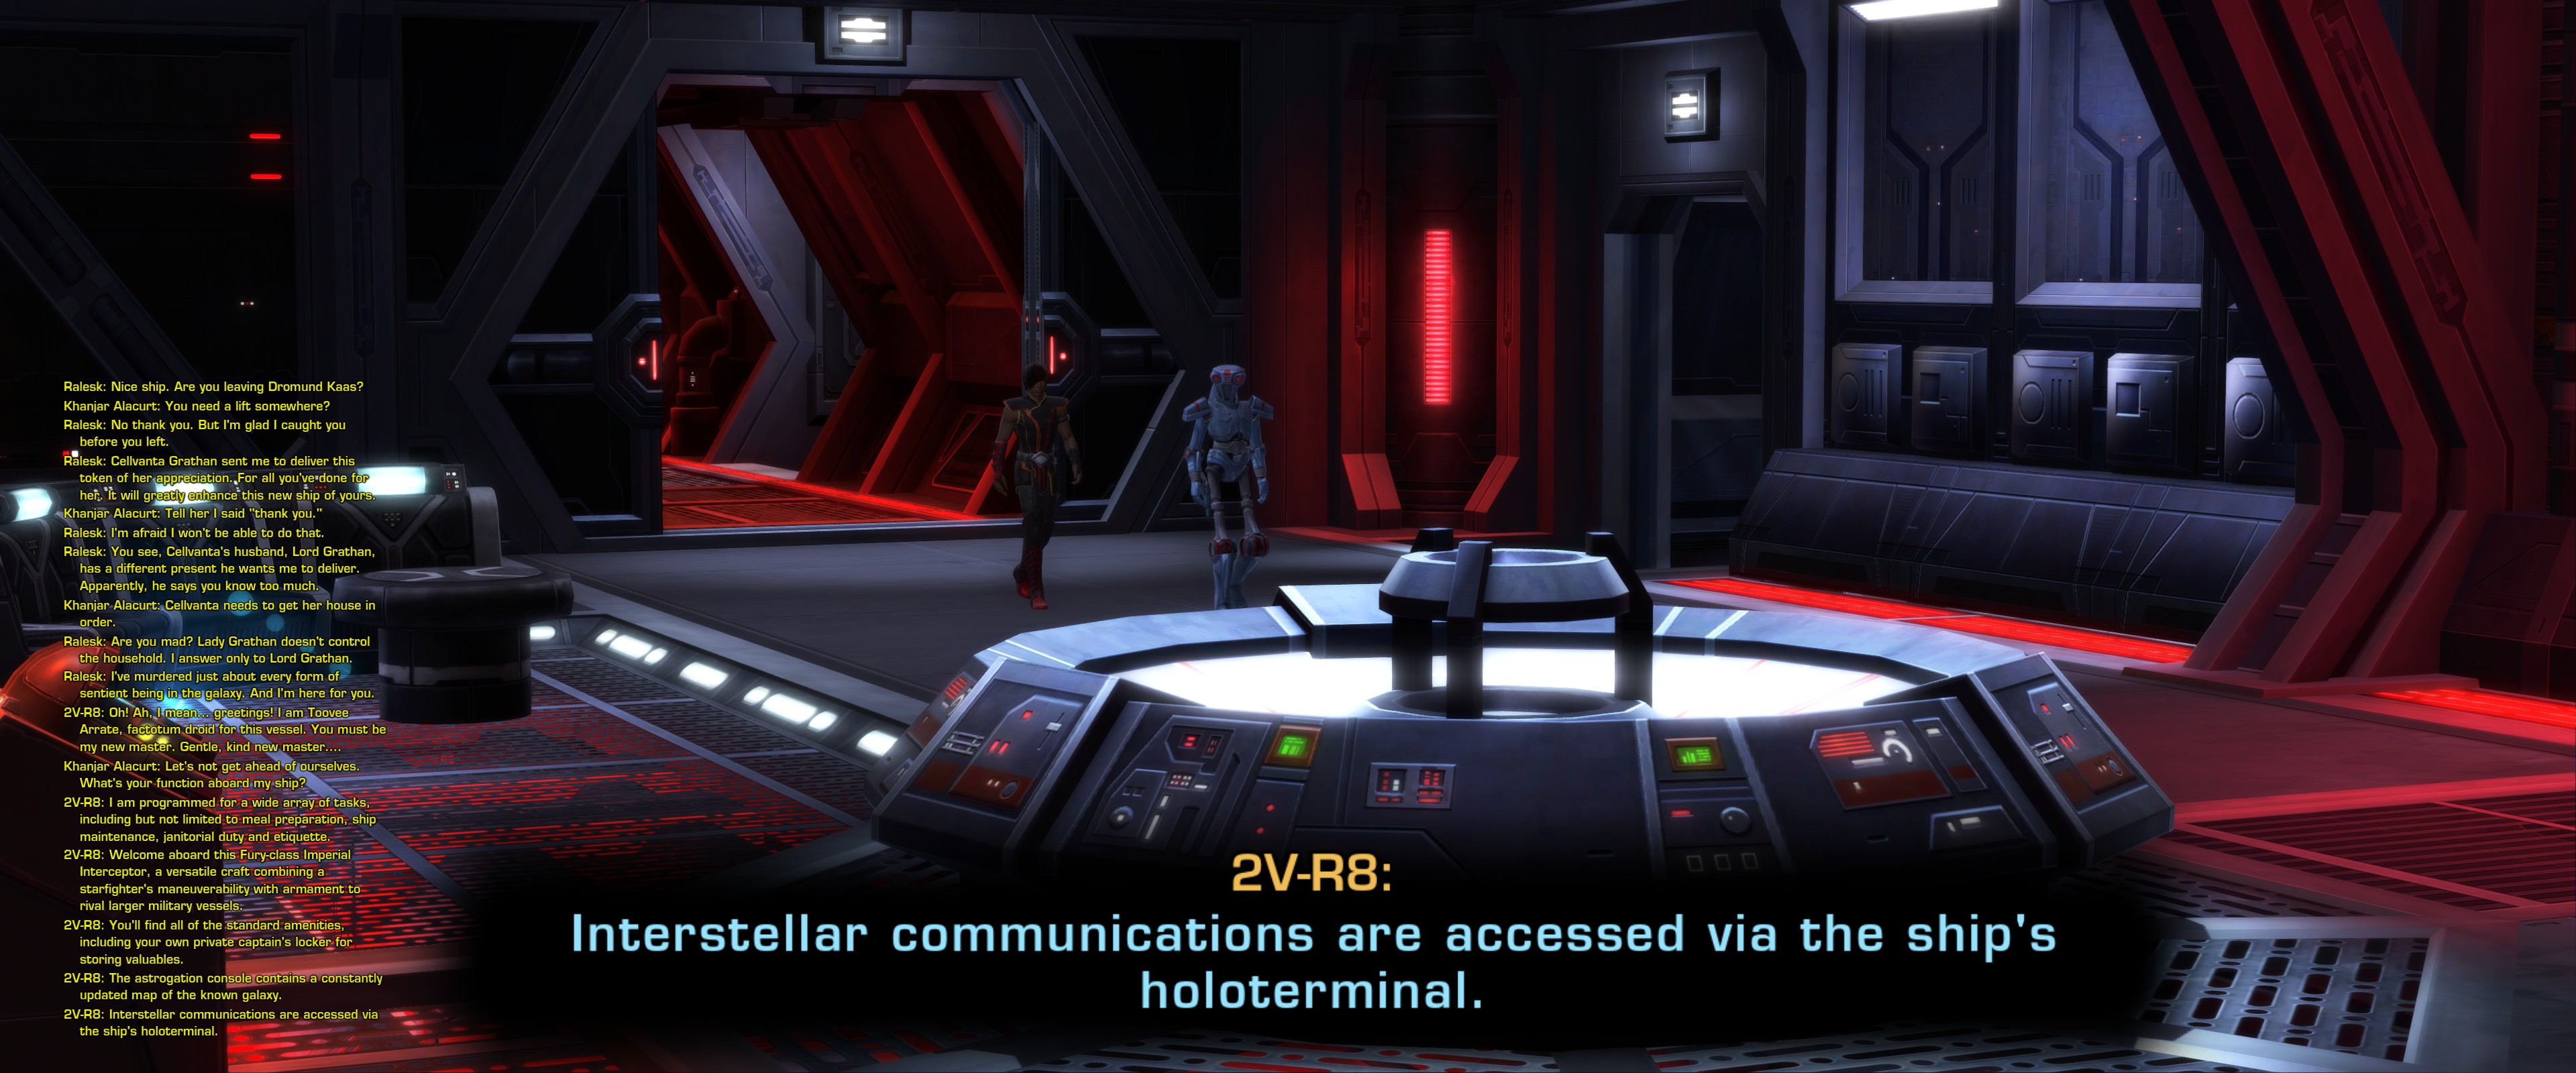 Ralesk: Nice ship. Are you leaving Dromund Kaas?
Khanjar Alacurt: You need a lift somewhere?
Ralesk: No thank you. But I'm glad I caught you
before you left.
Ralesk: Cellvanta Grathan sent me to deliver this
token of her appreciation. For all you've done for
her. It will greatly enhance this new ship of yours.
Khanjar Alacurt: Tell her I said "thank you."
Ralesk: I'm afraid I won't be able to do that.
Ralesk: You see, Cellvanta's husband, Lord Grathan,
has a different present he wants me to deliver.
Apparently, he says you know too much.
Khanjar Alacurt: Cellvanta needs to get her house in
order.
Ralesk: Are you mad? Lady Grathan doesn't control
the household. I answer only to Lord Grathan.
Ralesk: I've murdered just about every form of
sentient being in the galaxy. And I'm here for you.
2V-R8: Oh! Ah, I mean... greetings! I am Toovee
Arrate, factotum droid for this vessel. You must be
my new master. Gentle, kind new master....
Khanjar Alacurt: Let's not get ahead of ourselves.
What's your function aboard my ship?
2V-R8: I am programmed for a wide array of tasks,
including but not limited to meal preparation, ship
maintenance, janitorial duty and etiquette.
2V-R8: Welcome aboard this Fury-class Imperial
Interceptor, a versatile craft combining a
starfighter's maneuverability with armament to
rival larger military vessels.
2V-R8: You'll find all of the standard amenities,
including your own private captain's locker for
storing valuables.
2V-R8: The astrogation console contains a constantly
updated map of the known galaxy.
2V-R8: Interstellar communications are accessed via
the ship's holoterminal.
2V-R8:
Interstellar communications are accessed via the ship's
holoterminal.